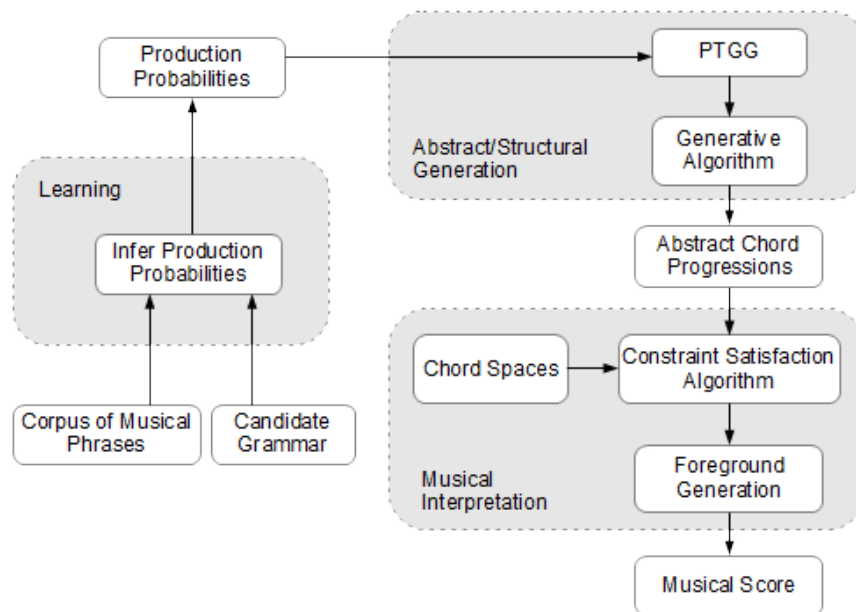 Production
Probabilities
PTGG
Generative
Algorithm
Abstract/Structural
Generation
Learning
Infer Production
Probabilities
Abstract Chord
Progressions
Chord Spaces
Constraint Satisfaction
Algorithm
Corpus of Musical
Phrases
Candidate
Grammar
Foreground
Generation
Musical
Interpretation
Musical Score